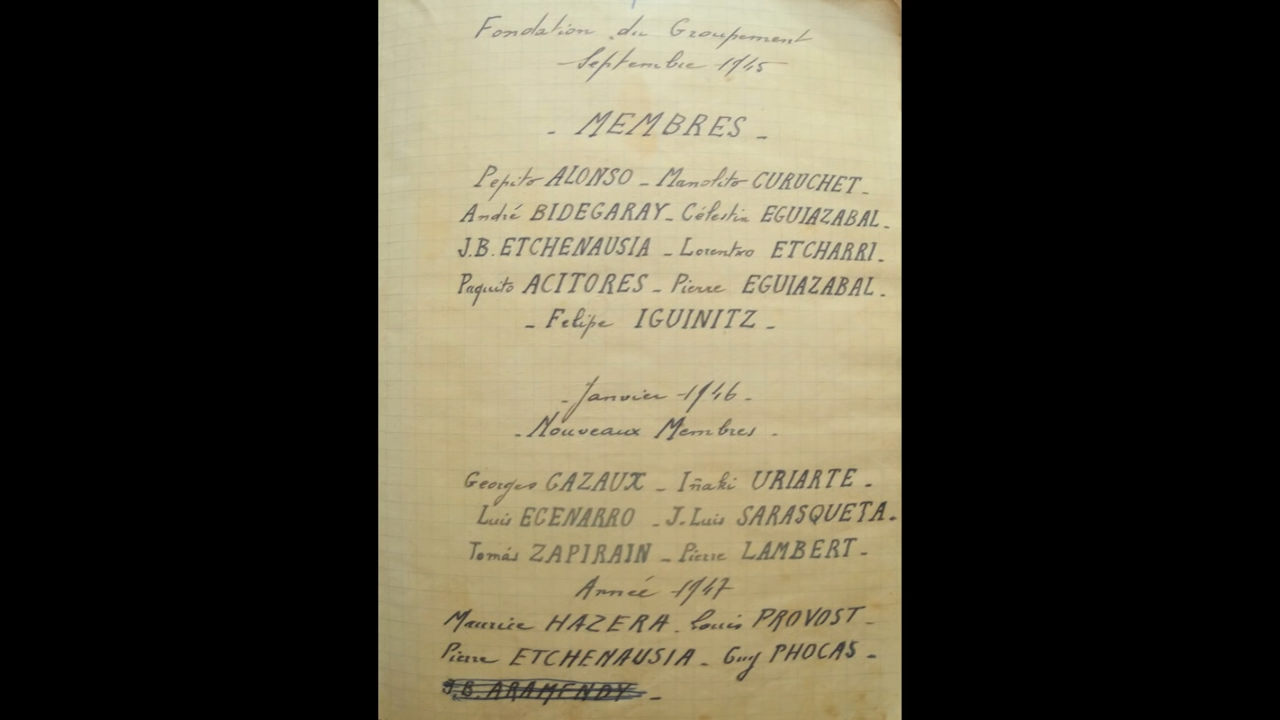 Fondation du Groupement
Septembre 1945
- MEMBRES -
Pepito ALONSO - Manolito CURUCHET -
André BIDEGARAY - Célestin EGUIAZABAL -
J.B. ETCHENAUSIA - Lorentxo ETCHARRI -
Paquito ACITORES - Pierre EGUIAZABAL -
- Felipe IGUINITZ -
- Janvier 1946 -
- Nouveaux Membres -
Georges CAZAUX - Iñaki URIARTE -
Luis EGENARRO - J. Luis SARASQUETA -
Tomás ZAPIRAIN - Pierre LAMBERT -
Année 1947
Maurice HAZERA - Louis PROVOST -
Pierre ETCHENAUSIA - Guy PHOCAS -
J.B. ARAMENDY -